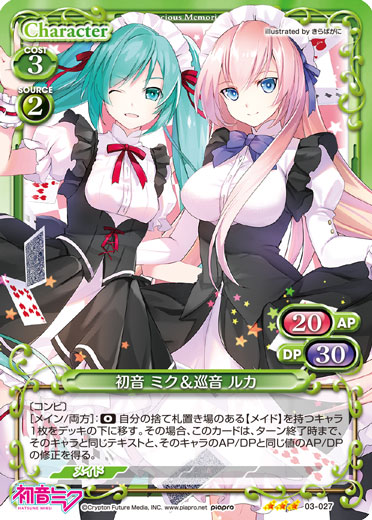 Precious Memories
Character
illustrated by きらばがに
COST
3
SOURCE
2
20 AP
DP 30
初音 ミク&巡音 ルカ
[コンビ]
[メイン/両方]:0自分の捨て札置き場のある【メイド】を持つキャラ
1枚をデッキの下に移す。その場合、このカードは、ターン終了時まで、
そのキャラと同じテキストと、そのキャラのAP/DPと同じ値のAP/DP
の修正を得る。
メイド
初音ミク
HATSUNE MIKU
©Crypton Future Media, INC. www.piapro.net piapro
03-027